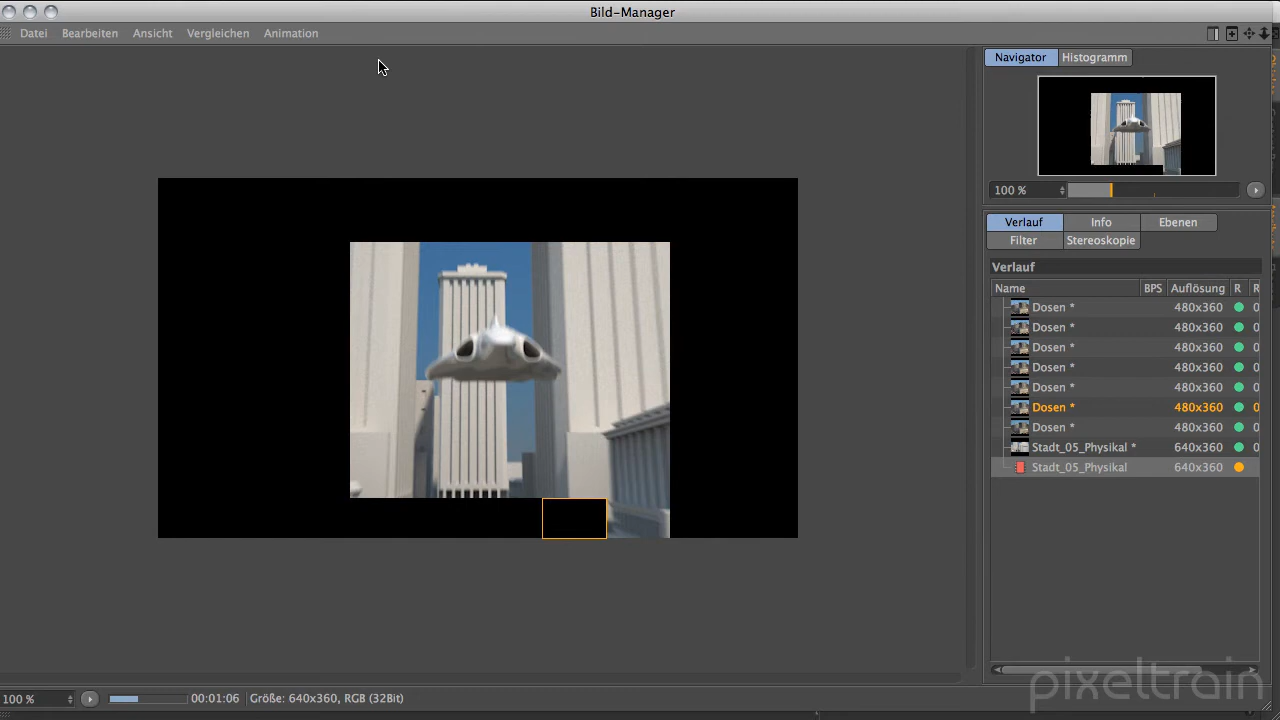 Bild-Manager
Datei Bearbeiten Ansicht Vergleichen Animation
Navigator Histogramm
100 %
Verlauf Info Ebenen
Filter Stereoskopie
Verlauf
Name BPS Auflösung R R
Dosen * 480x360 0
Dosen * 480x360 0
Dosen * 480x360 0
Dosen * 480x360 0
Dosen * 480x360 0
Dosen * 480x360 0
Dosen * 480x360 0
Stadt_05_Physikal * 640x360 0
Stadt_05_Physikal 640x360
pixeltrain
100 % 00:01:06 Größe: 640x360, RGB (32Bit)